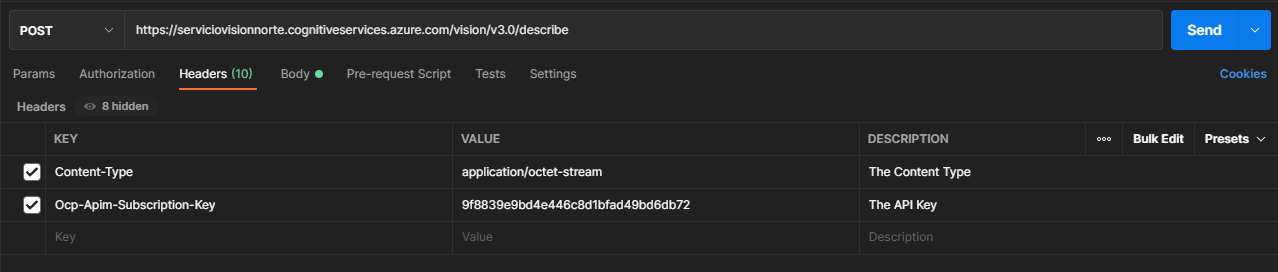 POST https://serviciovisionnorte.cognitiveservices.azure.com/vision/v3.0/describe Send
Params Authorization Headers (10) Body Pre-request Script Tests Settings Cookies
Headers 8 hidden
KEY VALUE DESCRIPTION ooo Bulk Edit Presets
Content-Type application/octet-stream The Content Type
Ocp-Apim-Subscription-Key 9f8839e9bd4e446c8d1bfad49bd6db72 The API Key
Key Value Description